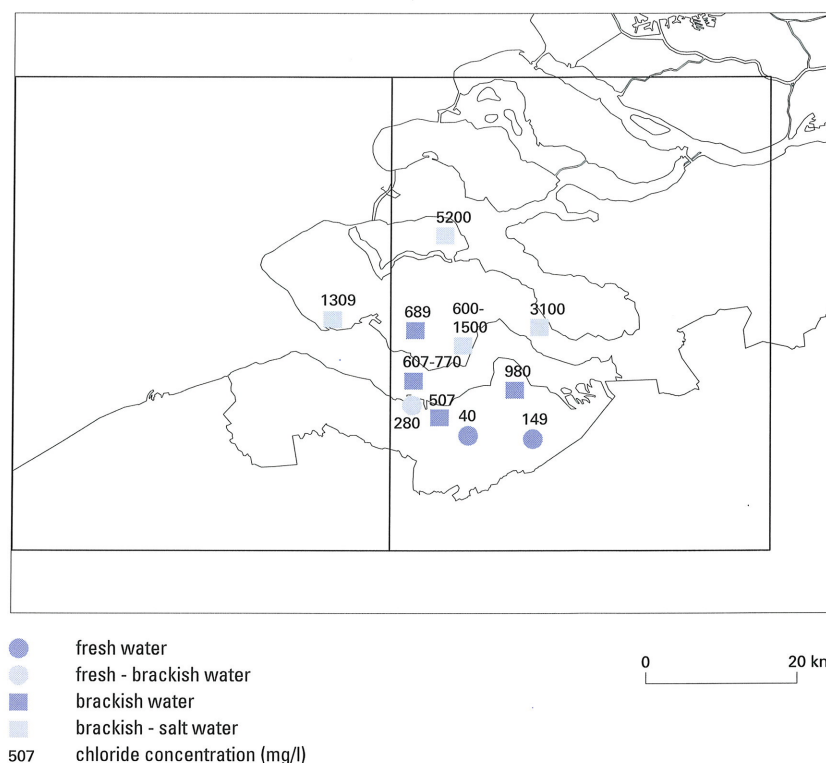 5200
1309
689
600-
1500
3100
607-770
980
280
507
40
149
fresh water
fresh - brackish water
brackish water
brackish - salt water
507 chloride concentration (mg/l)
0 20 km